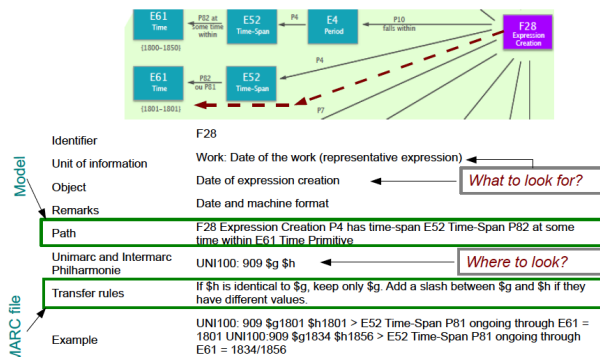 E61
Time
P82 at
some time
within
E52
Time-Span
P4
E4
Period
P10
falls within
F28
Expression
Creation
(1800–1850)
P4
E61
Time
P82
ou P81
E52
Time-Span
(1801–1801)
P7
Identifier F28
Unit of information Work: Date of the work (representative expression)
Object Date of expression creation
What to look for?
Remarks Date and machine format
Model
Path F28 Expression Creation P4 has time-span E52 Time-Span P82 at some
time within E61 Time Primitive
Unimarc and Intermarc
Philharmonie UNI100: 909 $g $h
Where to look?
Transfer rules If $h is identical to $g, keep only $g. Add a slash between $g and $h if they
have different values.
MARC file
Example UNI100: 909 $g1801 $h1801 > E52 Time-Span P81 ongoing through E61 =
1801 UNI100:909 $g1834 $h1856 > E52 Time-Span P81 ongoing through
E61 = 1834/1856